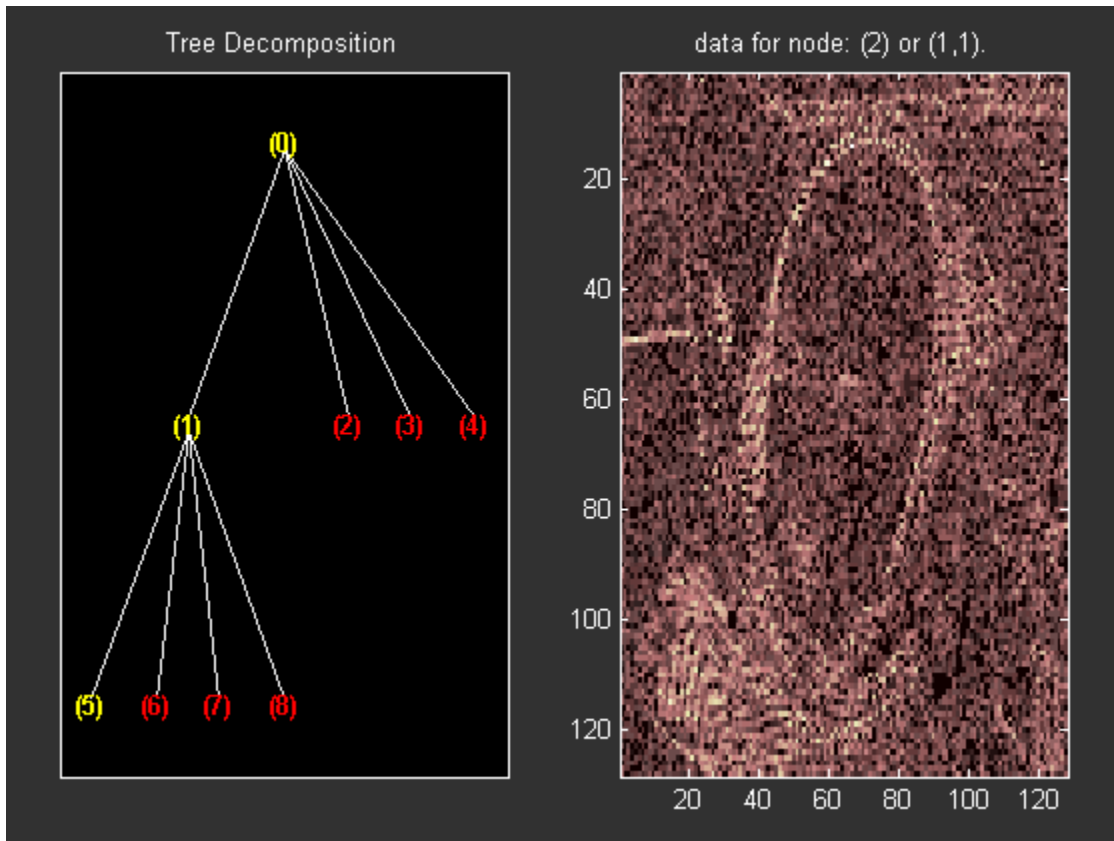 Tree Decomposition
(0)
(1) (2) (3) (4)
(5) (6) (7) (8)
data for node: (2) or (1,1).
20
40
60
80
100
120
20 40 60 80 100 120